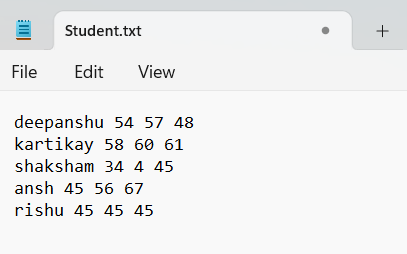 Student.txt
File Edit View
deepanshu 54 57 48
kartikay 58 60 61
shaksham 34 4 45
ansh 45 56 67
rishu 45 45 45